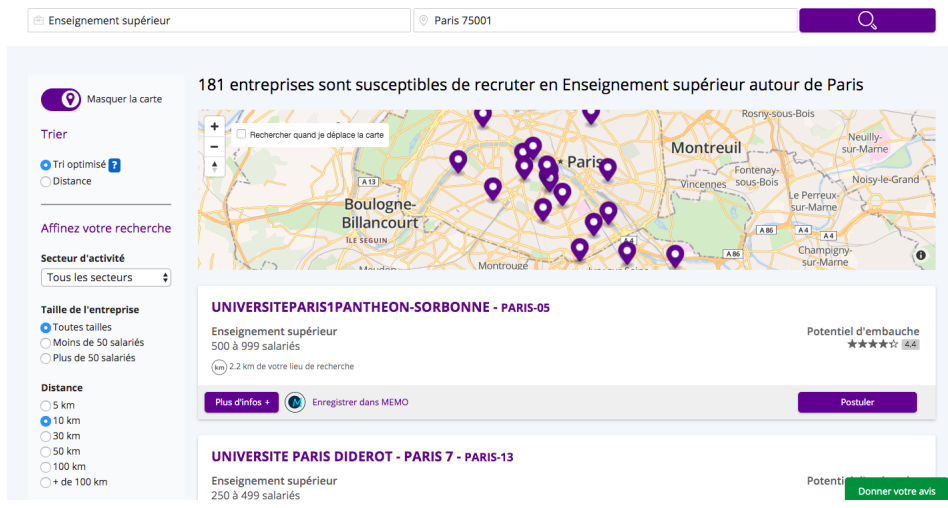 Enseignement supérieur
Paris 75001
Masquer la carte
Trier
Tri optimisé ?
Distance
Affinez votre recherche
Secteur d'activité
Tous les secteurs
Taille de l'entreprise
Toutes tailles
Moins de 50 salariés
Plus de 50 salariés
Distance
5 km
10 km
30 km
50 km
100 km
+ de 100 km
181 entreprises sont susceptibles de recruter en Enseignement supérieur autour de Paris
+
Rechercher quand je déplace la carte
−
Rosny-sous-Bois
Neuilly-
sur-Marne
Montreuil
Paris
Fontenay-
sous-Bois
Vincennes
Noisy-le-Grand
A 13
Le Perreux-
sur-Marne
Boulogne-
Billancourt
ÎLE SEGUIN
A 86
A 4
A 4
A 4
A 86
Champigny-
sur-Marne
Montrouge
UNIVERSITEPARIS1PANTHEON-SORBONNE - PARIS-05
Enseignement supérieur
500 à 999 salariés
Potentiel d'embauche
4.4
km 2.2 km de votre lieu de recherche
Plus d'infos +
Enregistrer dans MEMO
Postuler
UNIVERSITE PARIS DIDEROT - PARIS 7 - PARIS-13
Enseignement supérieur
250 à 499 salariés
Donner votre avis